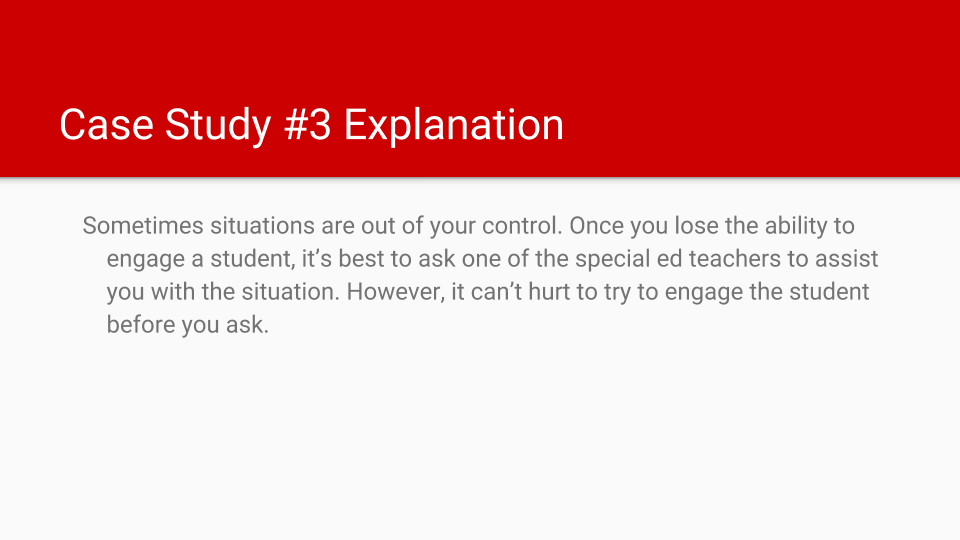 Case Study #3 Explanation
Sometimes situations are out of your control. Once you lose the ability to
engage a student, it’s best to ask one of the special ed teachers to assist
you with the situation. However, it can’t hurt to try to engage the student
before you ask.